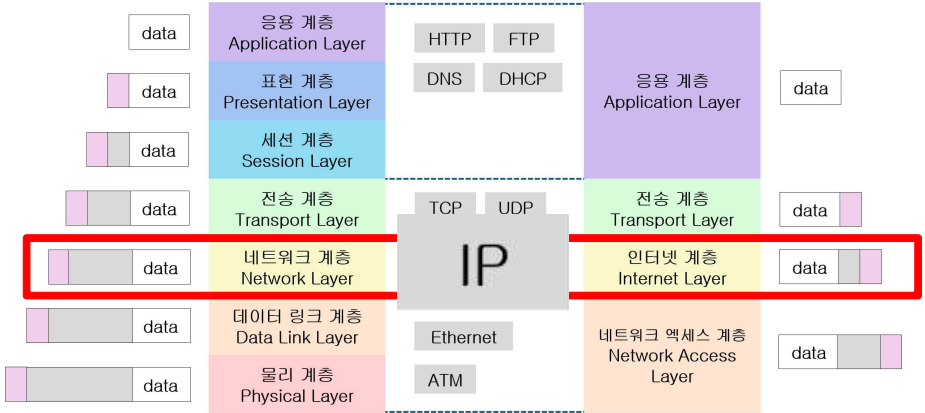 data
응용 계층
Application Layer
HTTP
FTP
data
표현 계층
Presentation Layer
DNS
DHCP
응용 계층
Application Layer
data
data
세션 계층
Session Layer
data
전송 계층
Transport Layer
TCP
UDP
전송 계층
Transport Layer
data
data
네트워크 계층
Network Layer
IP
인터넷 계층
Internet Layer
data
data
데이터 링크 계층
Data Link Layer
Ethernet
네트워크 엑세스 계층
Network Access
Layer
data
data
물리 계층
Physical Layer
ATM